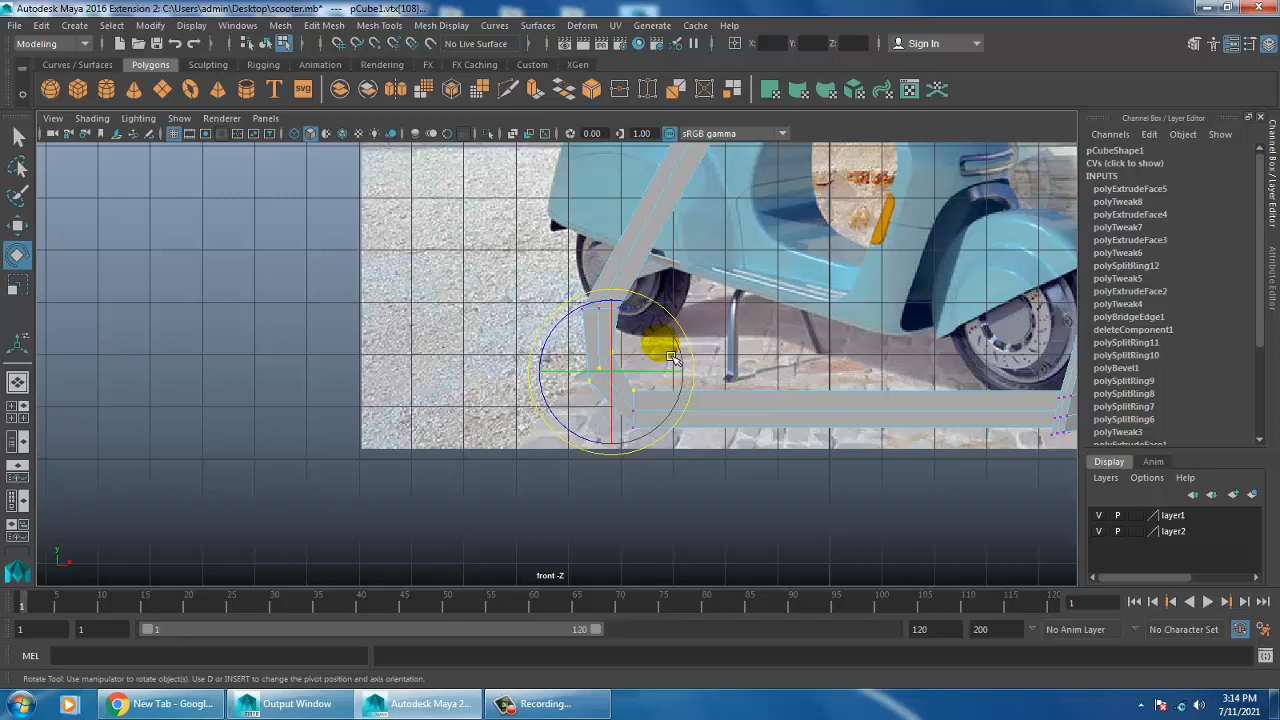 Autodesk Maya 2016 Extension 2: C:\Users\admin\Desktop\scooter.mb* --- pCube1.vtx[108]...
File Edit Create Select Modify Display Windows Mesh Edit Mesh Mesh Tools Mesh Display Curves Surfaces Deform UV Generate Cache Help
Modeling No Live Surface X: Y: Z: Sign In
Curves / Surfaces Polygons Sculpting Rigging Animation Rendering FX FX Caching Custom XGen
T svg
View Shading Lighting Show Renderer Panels
0.00 1.00 sRGB gamma
Channel Box / Layer Editor
Channels Edit Object Show
pCubeShape1
CVs (click to show)
INPUTS
polyExtrudeFace5
polyTweak8
polyExtrudeFace4
polyTweak7
polyExtrudeFace3
polyTweak6
polySplitRing12
polyTweak5
polyExtrudeFace2
polyTweak4
polyBridgeEdge1
deleteComponent1
polySplitRing11
polySplitRing10
polyBevel1
polySplitRing9
polySplitRing8
polySplitRing7
polySplitRing6
polyTweak3
polyExtrudeFace1
Display Anim
Layers Options Help
V P layer1
V P layer2
Channel Box / Layer Editor
Attribute Editor
y
x
front -Z
1 5 10 15 20 25 30 35 40 45 50 55 60 65 70 75 80 85 90 95 100 105 110 115 120 1
1 1 1 120 120 200 No Anim Layer No Character Set
MEL
Rotate Tool: Use manipulator to rotate object(s). Use D or INSERT to change the pivot position and axis orientation.
New Tab - Googl... Output Window Autodesk Maya 2... Recording...
3:14 PM
7/11/2021